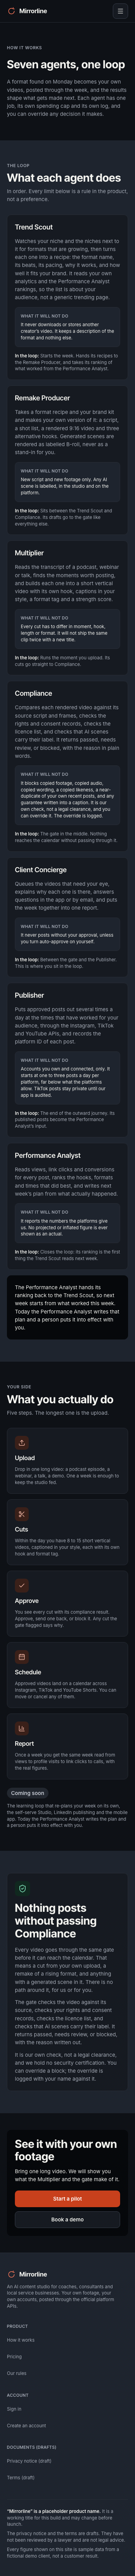 Mirrorline
HOW IT WORKS
Seven agents, one loop
A format found on Monday becomes your own
videos, posted through the week, and the results
shape what gets made next. Each agent has one
job, its own spending cap and its own log, and
you can override any decision it makes.
THE LOOP
What each agent does
In order. Every limit below is a rule in the product,
not a preference.
Trend Scout
Watches your niche and the niches next to
it for formats that are growing, then turns
each one into a recipe: the format name,
its beats, its pacing, why it works, and how
well it fits your brand. It reads your own
analytics and the Performance Analyst
rankings, so the list is about your
audience, not a generic trending page.
WHAT IT WILL NOT DO
It never downloads or stores another
creator's video. It keeps a description of the
format and nothing else.
In the loop: Starts the week. Hands its recipes to
the Remake Producer, and takes its ranking of
what worked from the Performance Analyst.
Remake Producer
Takes a format recipe and your brand kit
and makes your own version of it: a script,
a shot list, a rendered 9:16 video and three
alternative hooks. Generated scenes are
rendered as labelled B-roll, never as a
stand-in for you.
WHAT IT WILL NOT DO
New script and new footage only. Any AI
scene is labelled, in the studio and on the
platform.
In the loop: Sits between the Trend Scout and
Compliance. Its drafts go to the gate like
everything else.
Multiplier
Reads the transcript of a podcast, webinar
or talk, finds the moments worth posting,
and builds each one into a short vertical
video with its own hook, captions in your
style, a format tag and a strength score.
WHAT IT WILL NOT DO
Every cut has to differ in moment, hook,
length or format. It will not ship the same
clip twice with a new title.
In the loop: Runs the moment you upload. Its
cuts go straight to Compliance.
Compliance
Compares each rendered video against its
source script and frames, checks the
rights and consent records, checks the
licence list, and checks that AI scenes
carry their label. It returns passed, needs
review, or blocked, with the reason in plain
words.
WHAT IT WILL NOT DO
It blocks copied footage, copied audio,
copied wording, a copied likeness, a near-
duplicate of your own recent posts, and any
guarantee written into a caption. It is our
own check, not a legal clearance, and you
can override it. The override is logged.
In the loop: The gate in the middle. Nothing
reaches the calendar without passing through it.
Client Concierge
Queues the videos that need your eye,
explains why each one is there, answers
questions in the app or by email, and pulls
the week together into one report.
WHAT IT WILL NOT DO
It never posts without your approval, unless
you turn auto-approve on yourself.
In the loop: Between the gate and the Publisher.
This is where you sit in the loop.
Publisher
Puts approved posts out several times a
day at the times that have worked for your
audience, through the Instagram, TikTok
and YouTube APIs, and records the
platform ID of each post.
WHAT IT WILL NOT DO
Accounts you own and connected, only. It
starts at one to three posts a day per
platform, far below what the platforms
allow. TikTok posts stay private until our
app is audited.
In the loop: The end of the outward journey. Its
published posts become the Performance
Analyst's input.
Performance Analyst
Reads views, link clicks and conversions
for every post, ranks the hooks, formats
and times that did best, and writes next
week's plan from what actually happened.
WHAT IT WILL NOT DO
It reports the numbers the platforms give
us. No projected or inflated figure is ever
shown as an actual.
In the loop: Closes the loop: its ranking is the first
thing the Trend Scout reads next week.
The Performance Analyst hands its
ranking back to the Trend Scout, so next
week starts from what worked this week.
Today the Performance Analyst writes that
plan and a person puts it into effect with
you.
YOUR SIDE
What you actually do
Five steps. The longest one is the upload.
Upload
Drop in one long video: a podcast episode, a
webinar, a talk, a demo. One a week is enough to
keep the studio fed.
Cuts
Within the day you have 8 to 15 short vertical
videos, captioned in your style, each with its own
hook and format tag.
Approve
You see every cut with its compliance result.
Approve, send one back, or block it. Any cut the
gate flagged says why.
Schedule
Approved videos land on a calendar across
Instagram, TikTok and YouTube Shorts. You can
move or cancel any of them.
Report
Once a week you get the same week read from
views to profile visits to link clicks to calls, with
the real figures.
Coming soon
The learning loop that re-plans your week on its own,
the self-serve Studio, LinkedIn publishing and the mobile
app. Today the Performance Analyst writes the plan and
a person puts it into effect with you.
Nothing posts
without passing
Compliance
Every video goes through the same gate
before it can reach the calendar. That
means an upload from you, a cut from
your own podcast, a remake of a rising
format, and anything with a generated
scene in it. There is no path around it, for
us or for you.
The gate checks the video against its
source, checks your rights and consent
records, checks the licence list, and
checks that AI scenes carry their label. It
returns passed, needs review, or blocked,
with the reason written out.
It is our own check, not a legal clearance,
and we hold no security certification. You
can override a block; the override is
logged with your name against it.
See it with your own
footage
Bring one long video. We will show you
what the Multiplier and the gate make of it.
Start a pilot
Book a demo
Mirrorline
An AI content studio for coaches, consultants and
local service businesses. Your own footage, your
own accounts, posted through the official platform
APIs.
PRODUCT
How it works
Pricing
Our rules
ACCOUNT
Sign in
Create an account
DOCUMENTS (DRAFTS)
Privacy notice (draft)
Terms (draft)
"Mirrorline" is a placeholder product name. It is a
working title for this build and may change before
launch.
The privacy notice and the terms are drafts. They have
not been reviewed by a lawyer and are not legal advice.
Every figure shown on this site is sample data from a
fictional demo client, not a customer result.